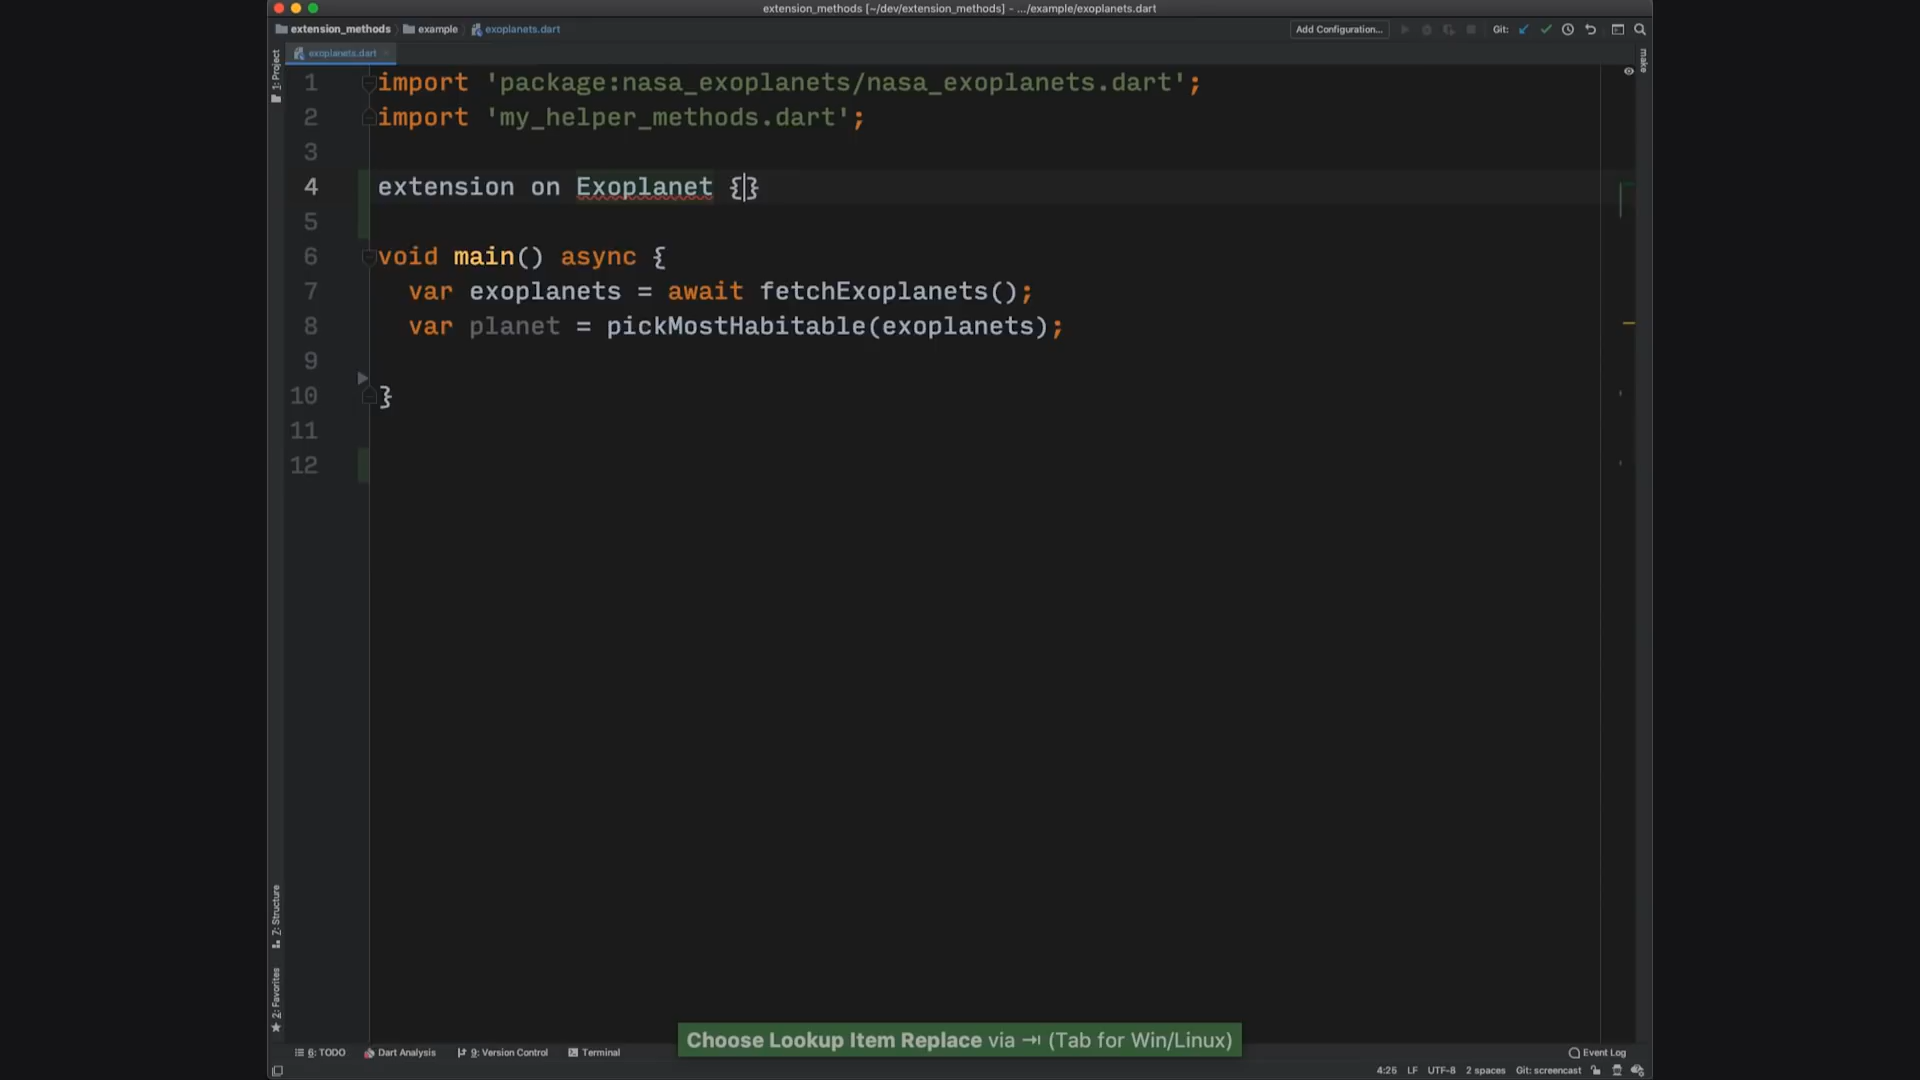 extension_methods [~/dev/extension_methods] - .../example/exoplanets.dart
extension_methods
example
exoplanets.dart
Add Configuration...
Git:
exoplanets.dart
1: Project
make
1 import 'package:nasa_exoplanets/nasa_exoplanets.dart';
2 import 'my_helper_methods.dart';
3
4 extension on Exoplanet {}
5
6 void main() async {
7 var exoplanets = await fetchExoplanets();
8 var planet = pickMostHabitable(exoplanets);
9
10 }
11
12
Z: Structure
2: Favorites
Choose Lookup Item Replace via ⇥ (Tab for Win/Linux)
6: TODO
Dart Analysis
9: Version Control
Terminal
Event Log
4:26 LF UTF-8 2 spaces Git: screencast